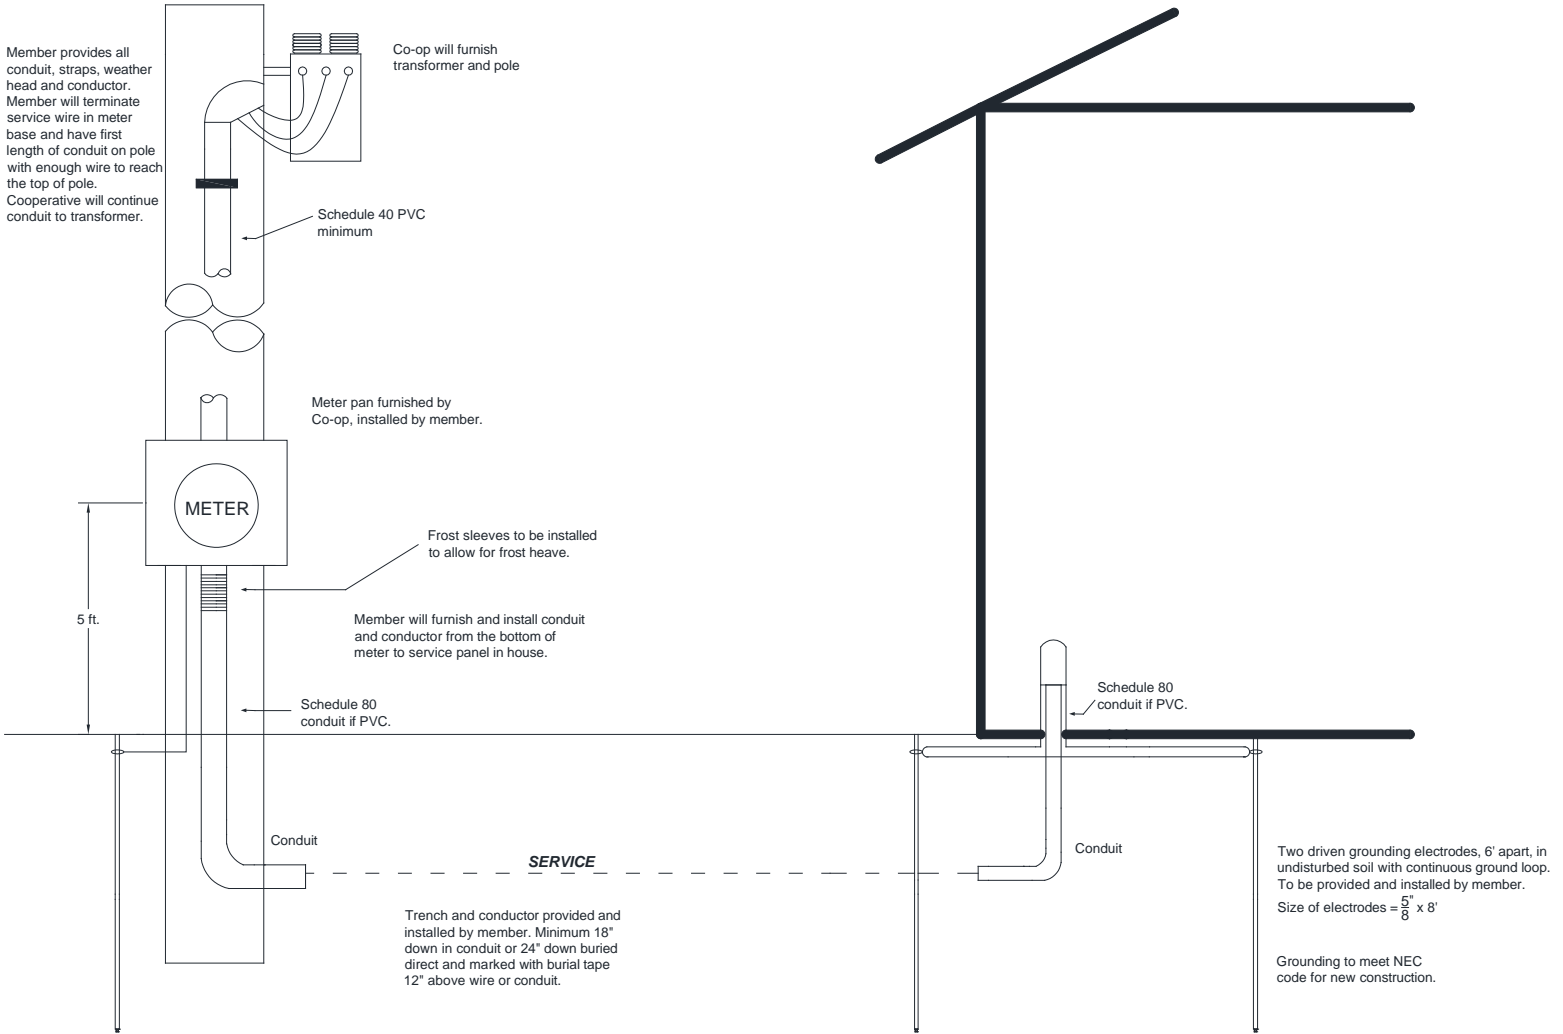 Member provides all
conduit, straps, weather
head and conductor.
Member will terminate
service wire in meter
base and have first
length of conduit on pole
with enough wire to reach
the top of pole.
Cooperative will continue
conduit to transformer.
Co-op will furnish
transformer and pole
Schedule 40 PVC
minimum
Meter pan furnished by
Co-op, installed by member.
METER
Frost sleeves to be installed
to allow for frost heave.
5 ft.
Member will furnish and install conduit
and conductor from the bottom of
meter to service panel in house.
Schedule 80
conduit if PVC.
Schedule 80
conduit if PVC.
Conduit
SERVICE
Conduit
Trench and conductor provided and
installed by member. Minimum 18"
down in conduit or 24" down buried
direct and marked with burial tape
12" above wire or conduit.
Two driven grounding electrodes, 6' apart, in
undisturbed soil with continuous ground loop.
To be provided and installed by member.
Size of electrodes = 5/8" x 8'
Grounding to meet NEC
code for new construction.